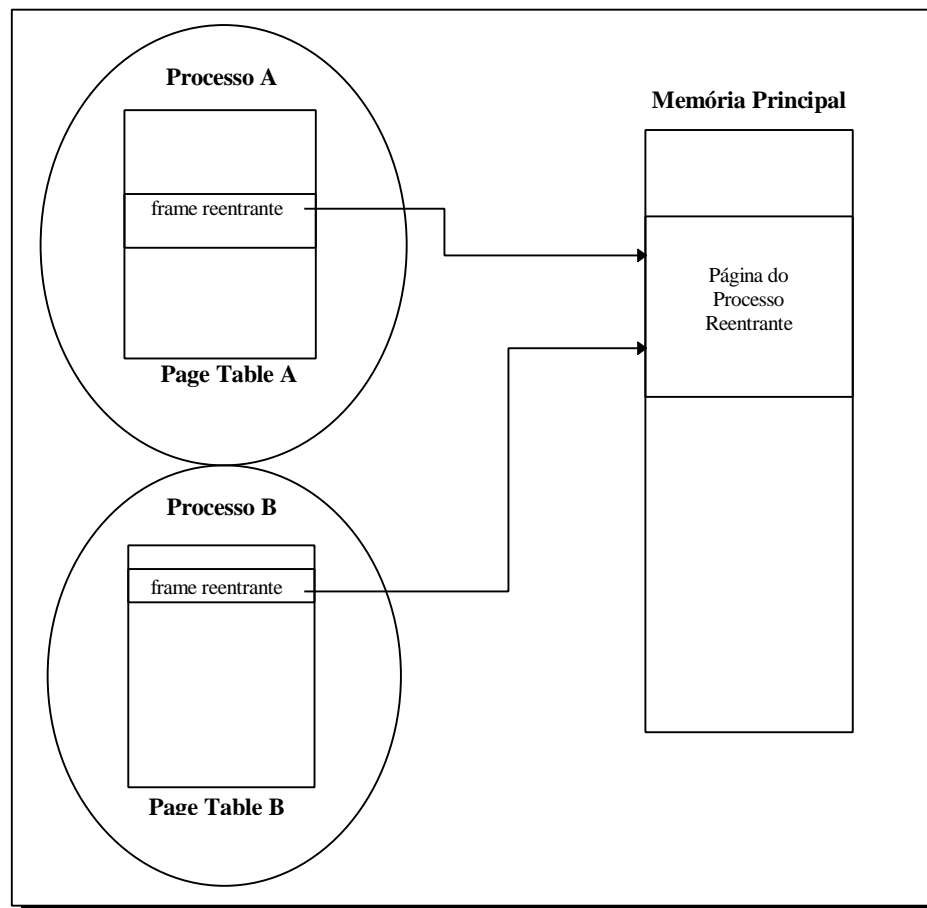 Processo A
Memória Principal
frame reentrante
Página do
Processo
Reentrante
Page Table A
Processo B
frame reentrante
Page Table B